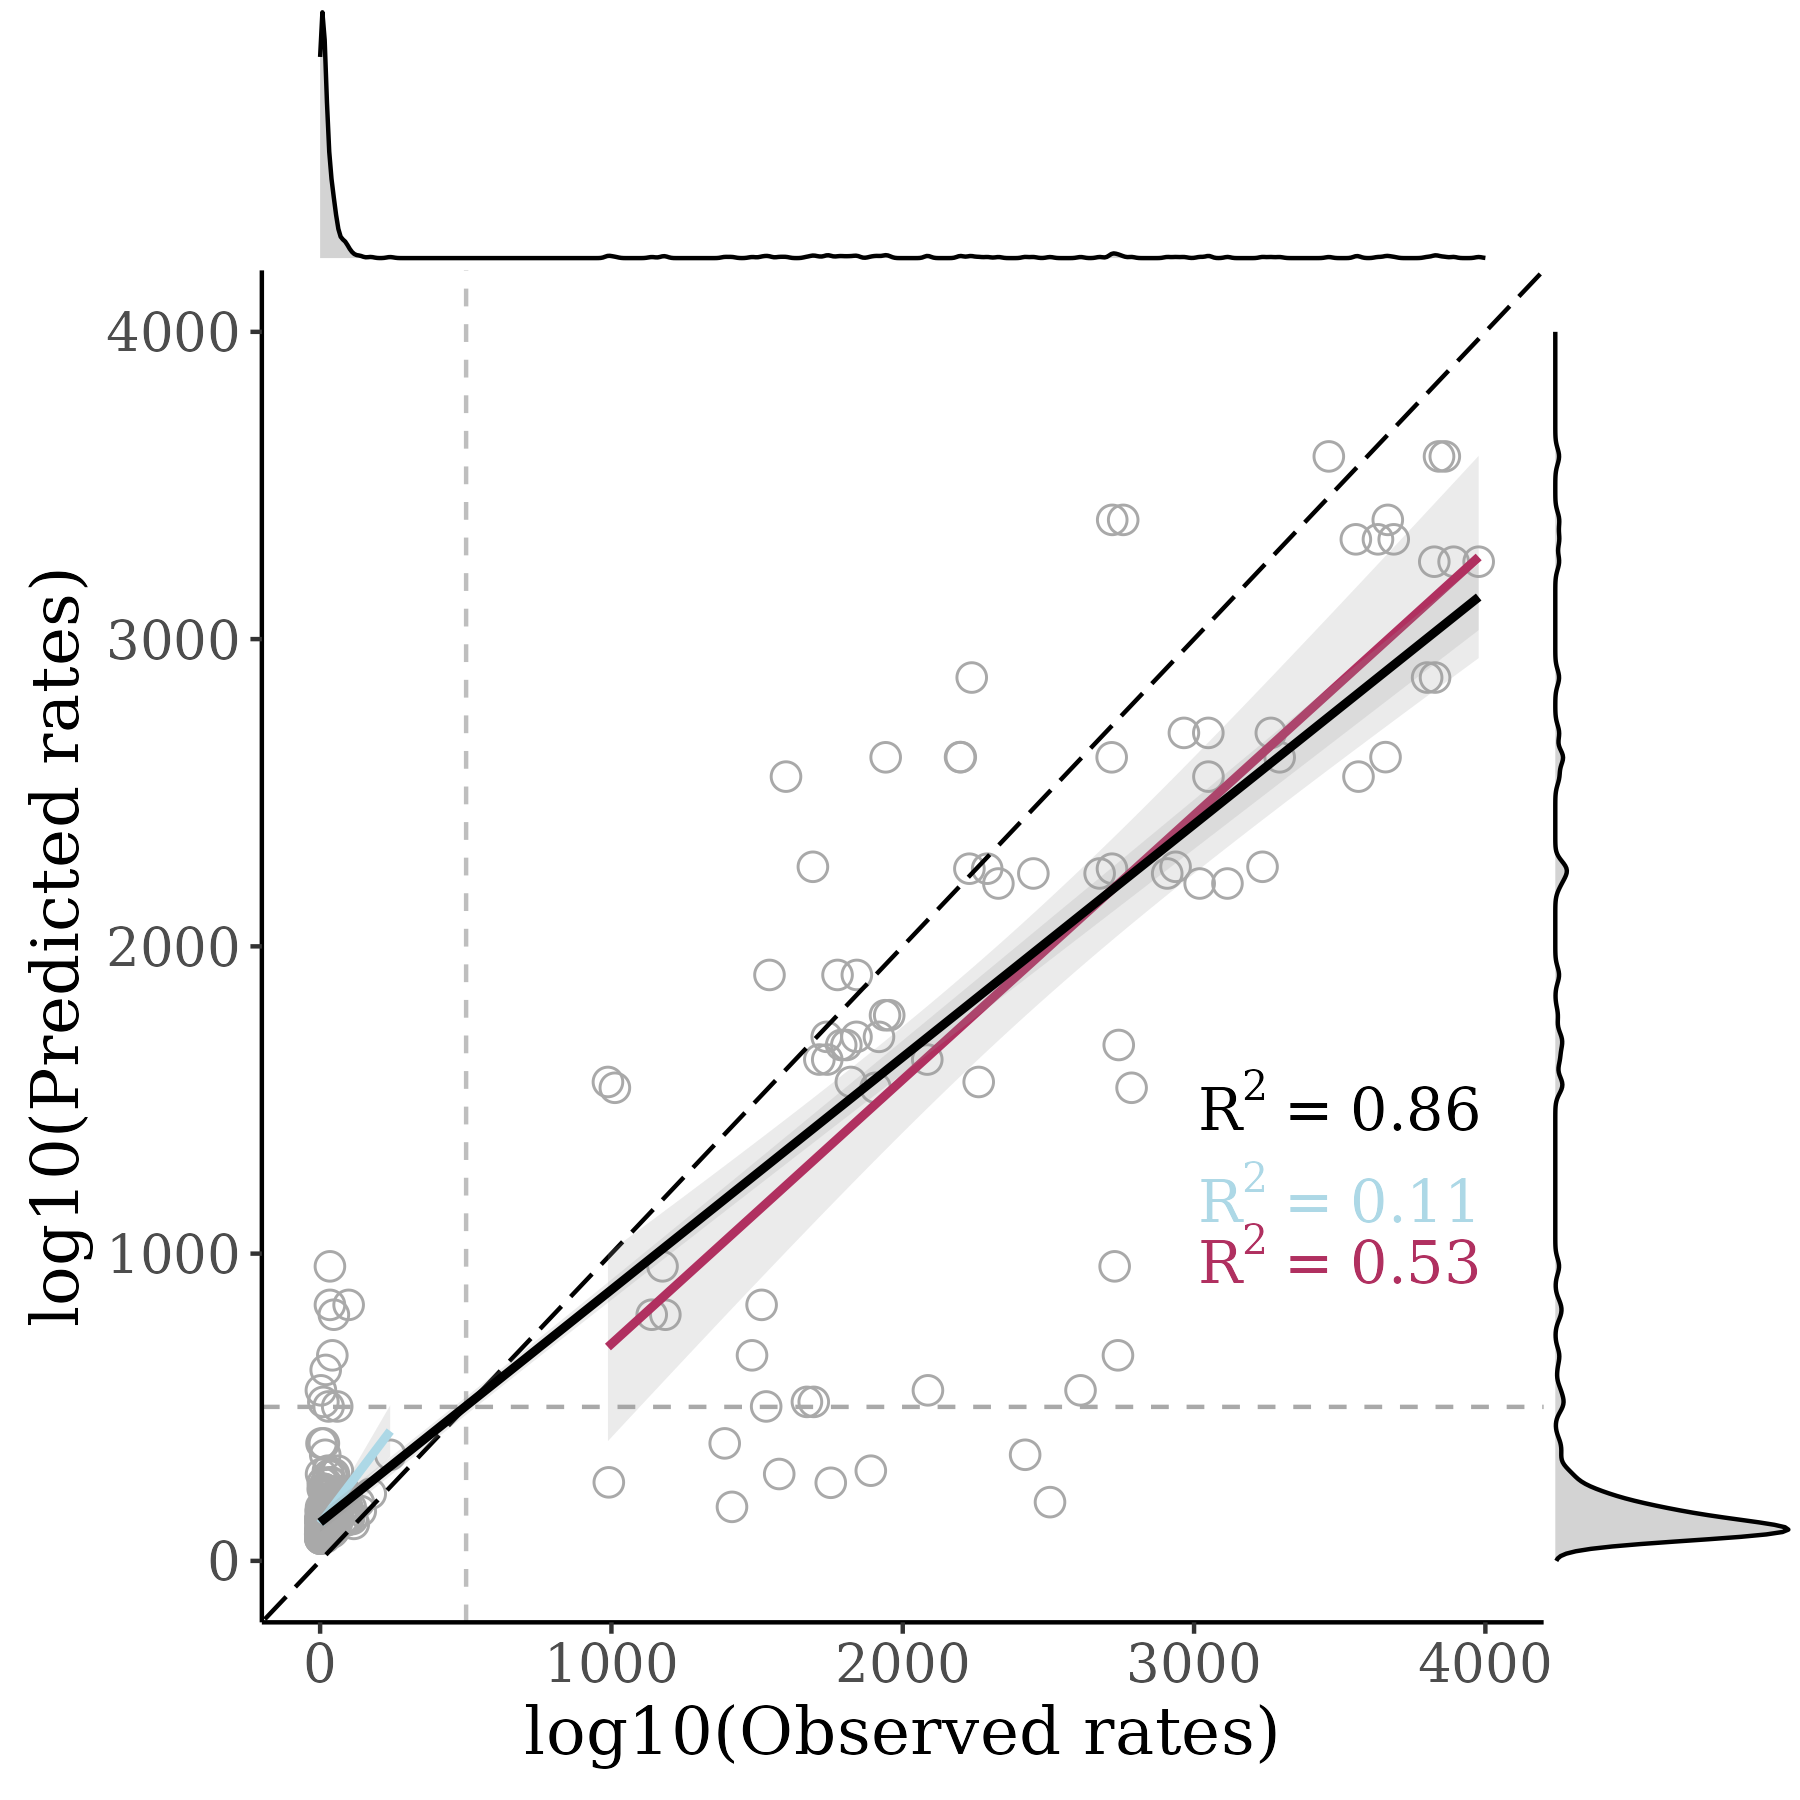 4000
3000
2000
1000
0
log10(Predicted rates)
R² = 0.86
R² = 0.11
R² = 0.53
0 1000 2000 3000 4000
log10(Observed rates)